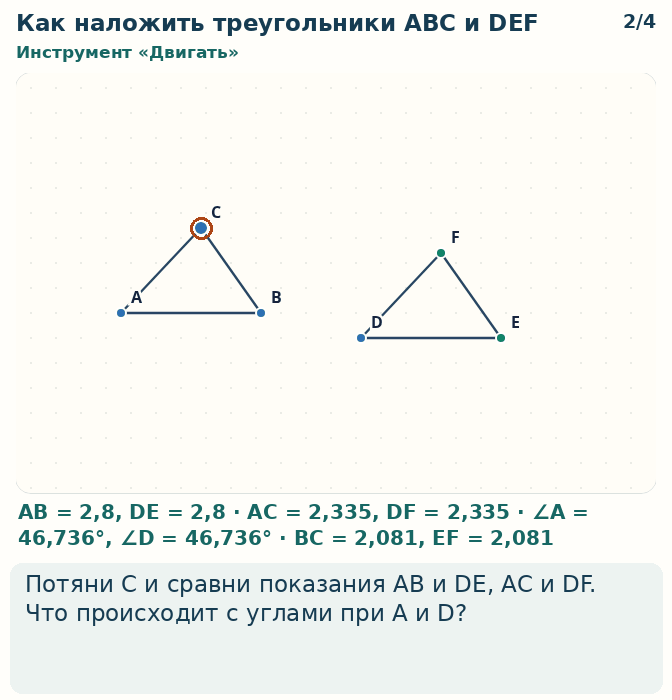 Как наложить треугольники ABC и DEF
2/4
Инструмент «Двигать»
C
F
A
B
D
E
AB = 2,8, DE = 2,8 · AC = 2,335, DF = 2,335 · ∠A =
46,736°, ∠D = 46,736° · BC = 2,081, EF = 2,081
Потяни C и сравни показания AB и DE, AC и DF.
Что происходит с углами при A и D?